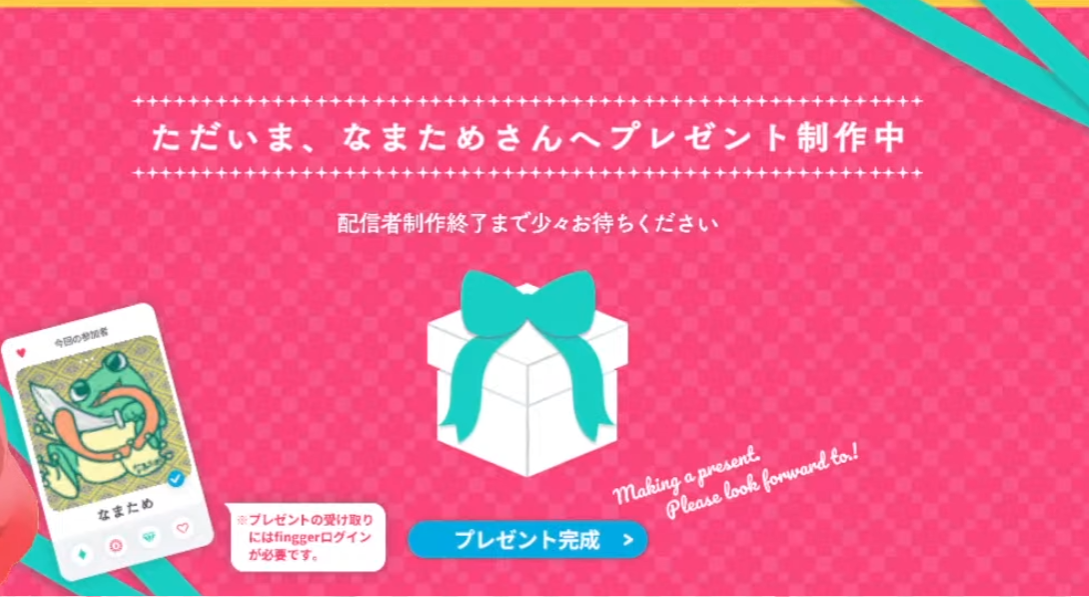 ただいま、なまためさんへプレゼント制作中
配信者制作終了まで少々お待ちください
今回の参加者
なまため
※プレゼントの受け取り
にはfinggerログイン
が必要です。
プレゼント完成 >
Making a present.
Please look forward to.!